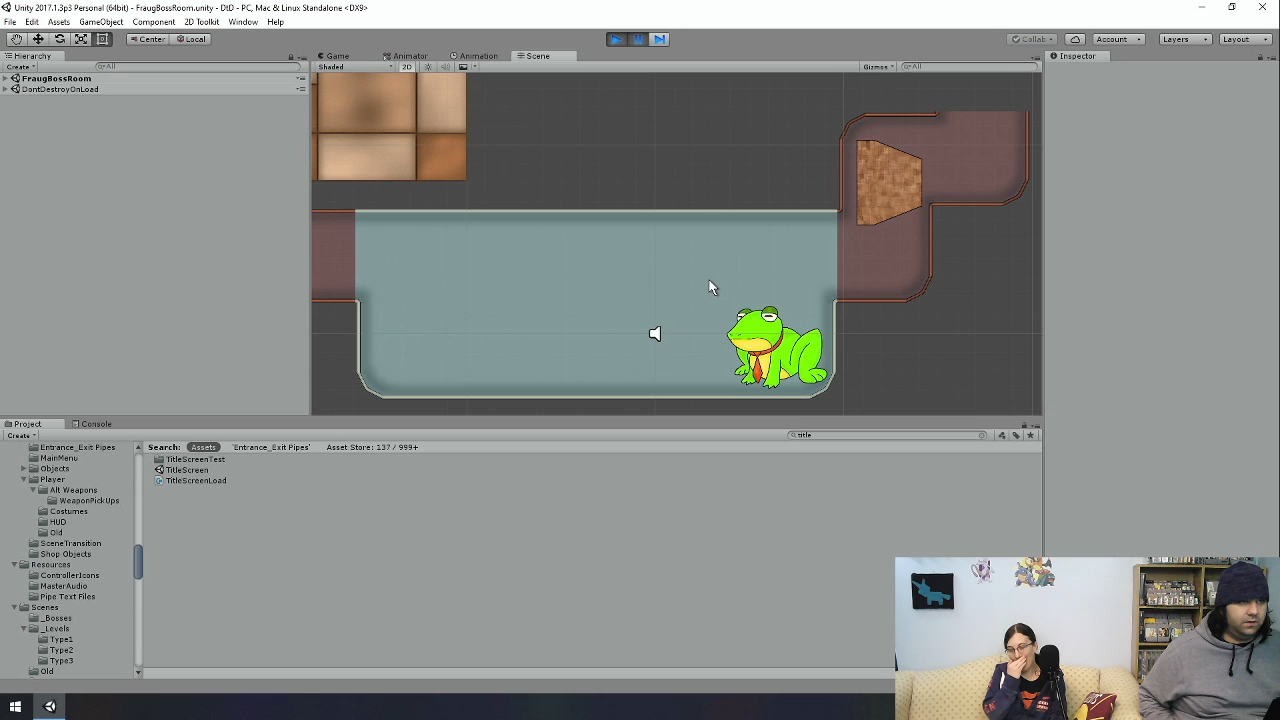 Unity 2017.1.3p3 Personal (64bit) - FraugBossRoom.unity - DtD - PC, Mac & Linux Standalone <DX9>
File Edit Assets GameObject Component 2D Toolkit Window Help
Center Local Collab Account Layers Layout
Hierarchy Game Animator Animation Scene Inspector
Create All Shaded 2D Gizmos All
FraugBossRoom
DontDestroyOnLoad
Project Console
Create title
Entrance_Exit Pipes Search: Assets 'Entrance_Exit Pipes' Asset Store: 137 / 999+
MainMenu TitleScreenTest
Objects TitleScreen
Player TitleScreenLoad
Alt Weapons
WeaponPickUps
Costumes
HUD
Old
SceneTransition
Shop Objects
Resources
ControllerIcons
MasterAudio
Pipe Text Files
Scenes
_Bosses
_Levels
Type1
Type2
Type3
Old